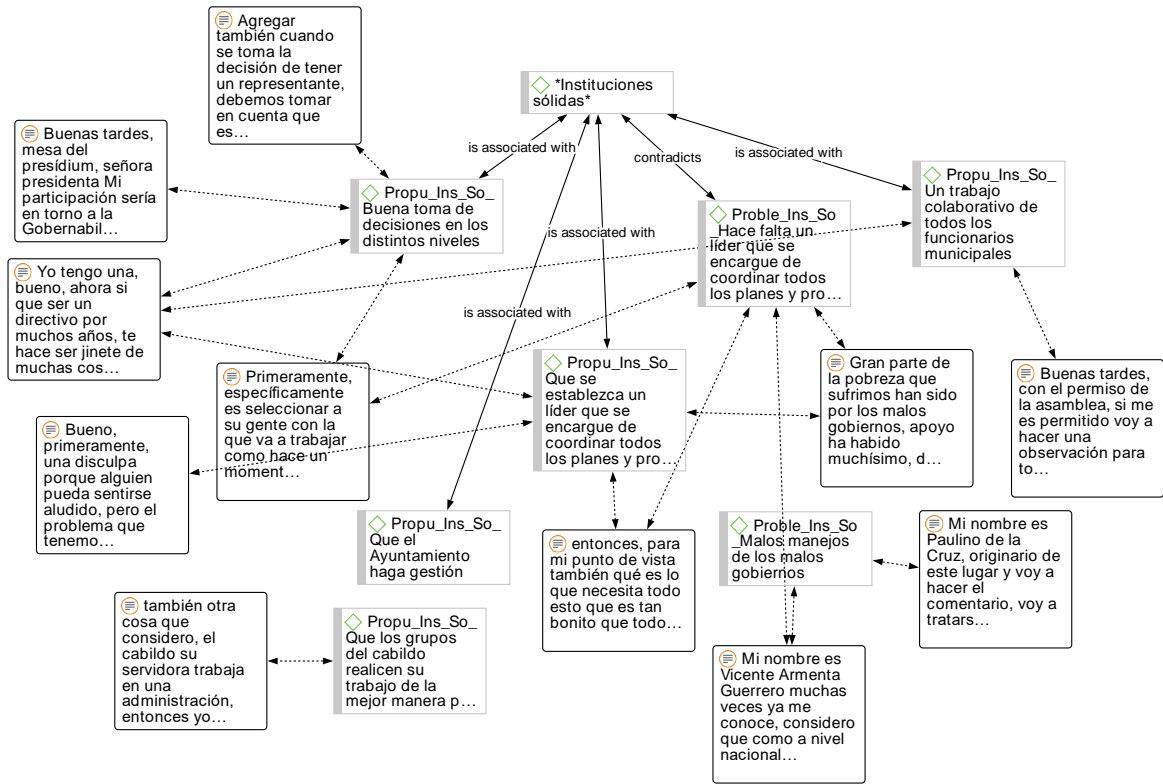 Agregar
también cuando
se toma la
decisión de tener
un representante,
debemos tomar
en cuenta que
es…
*Instituciones
sólidas*
Buenas tardes,
mesa del
presídium, señora
presidenta Mi
participación sería
en torno a la
Gobernabil…
is associated with
contradicts
is associated with
Propu_Ins_So_
Buena toma de
decisiones en los
distintos niveles
Propu_Ins_So_
Un trabajo
colaborativo de
todos los
funcionarios
municipales
Proble_Ins_So
_Hace falta un
líder que se
encargue de
coordinar todos
los planes y pro…
is associated with
Yo tengo una,
bueno, ahora si
que ser un
directivo por
muchos años, te
hace ser jinete de
muchas cos…
is associated with
Primeramente,
específicamente
es seleccionar a
su gente con la
que va a trabajar
como hace un
moment…
Propu_Ins_So_
Que se
establezca un
líder que se
encargue de
coordinar todos
los planes y pro…
Gran parte de
la pobreza que
sufrimos han sido
por los malos
gobiernos, apoyo
ha habido
muchísimo, d…
Buenas tardes,
con el permiso de
la asamblea, si me
es permitido voy a
hacer una
observación para
to…
Bueno,
primeramente,
una disculpa
porque alguien
pueda sentirse
aludido, pero el
problema que
tenemo…
Propu_Ins_So_
Que el
Ayuntamiento
haga gestión
entonces, para
mi punto de vista
también qué es lo
que necesita todo
esto que es tan
bonito que todo…
Proble_Ins_So
_Malos manejos
de los malos
gobiernos
Mi nombre es
Paulino de la
Cruz, originario de
este lugar y voy a
hacer el
comentario, voy a
tratars…
también otra
cosa que
considero, el
cabildo su
servidora trabaja
en una
administración,
entonces yo…
Propu_Ins_So_
Que los grupos
del cabildo
realicen su
trabajo de la
mejor manera p…
Mi nombre es
Vicente Armenta
Guerrero muchas
veces ya me
conoce, considero
que como a nivel
nacional…